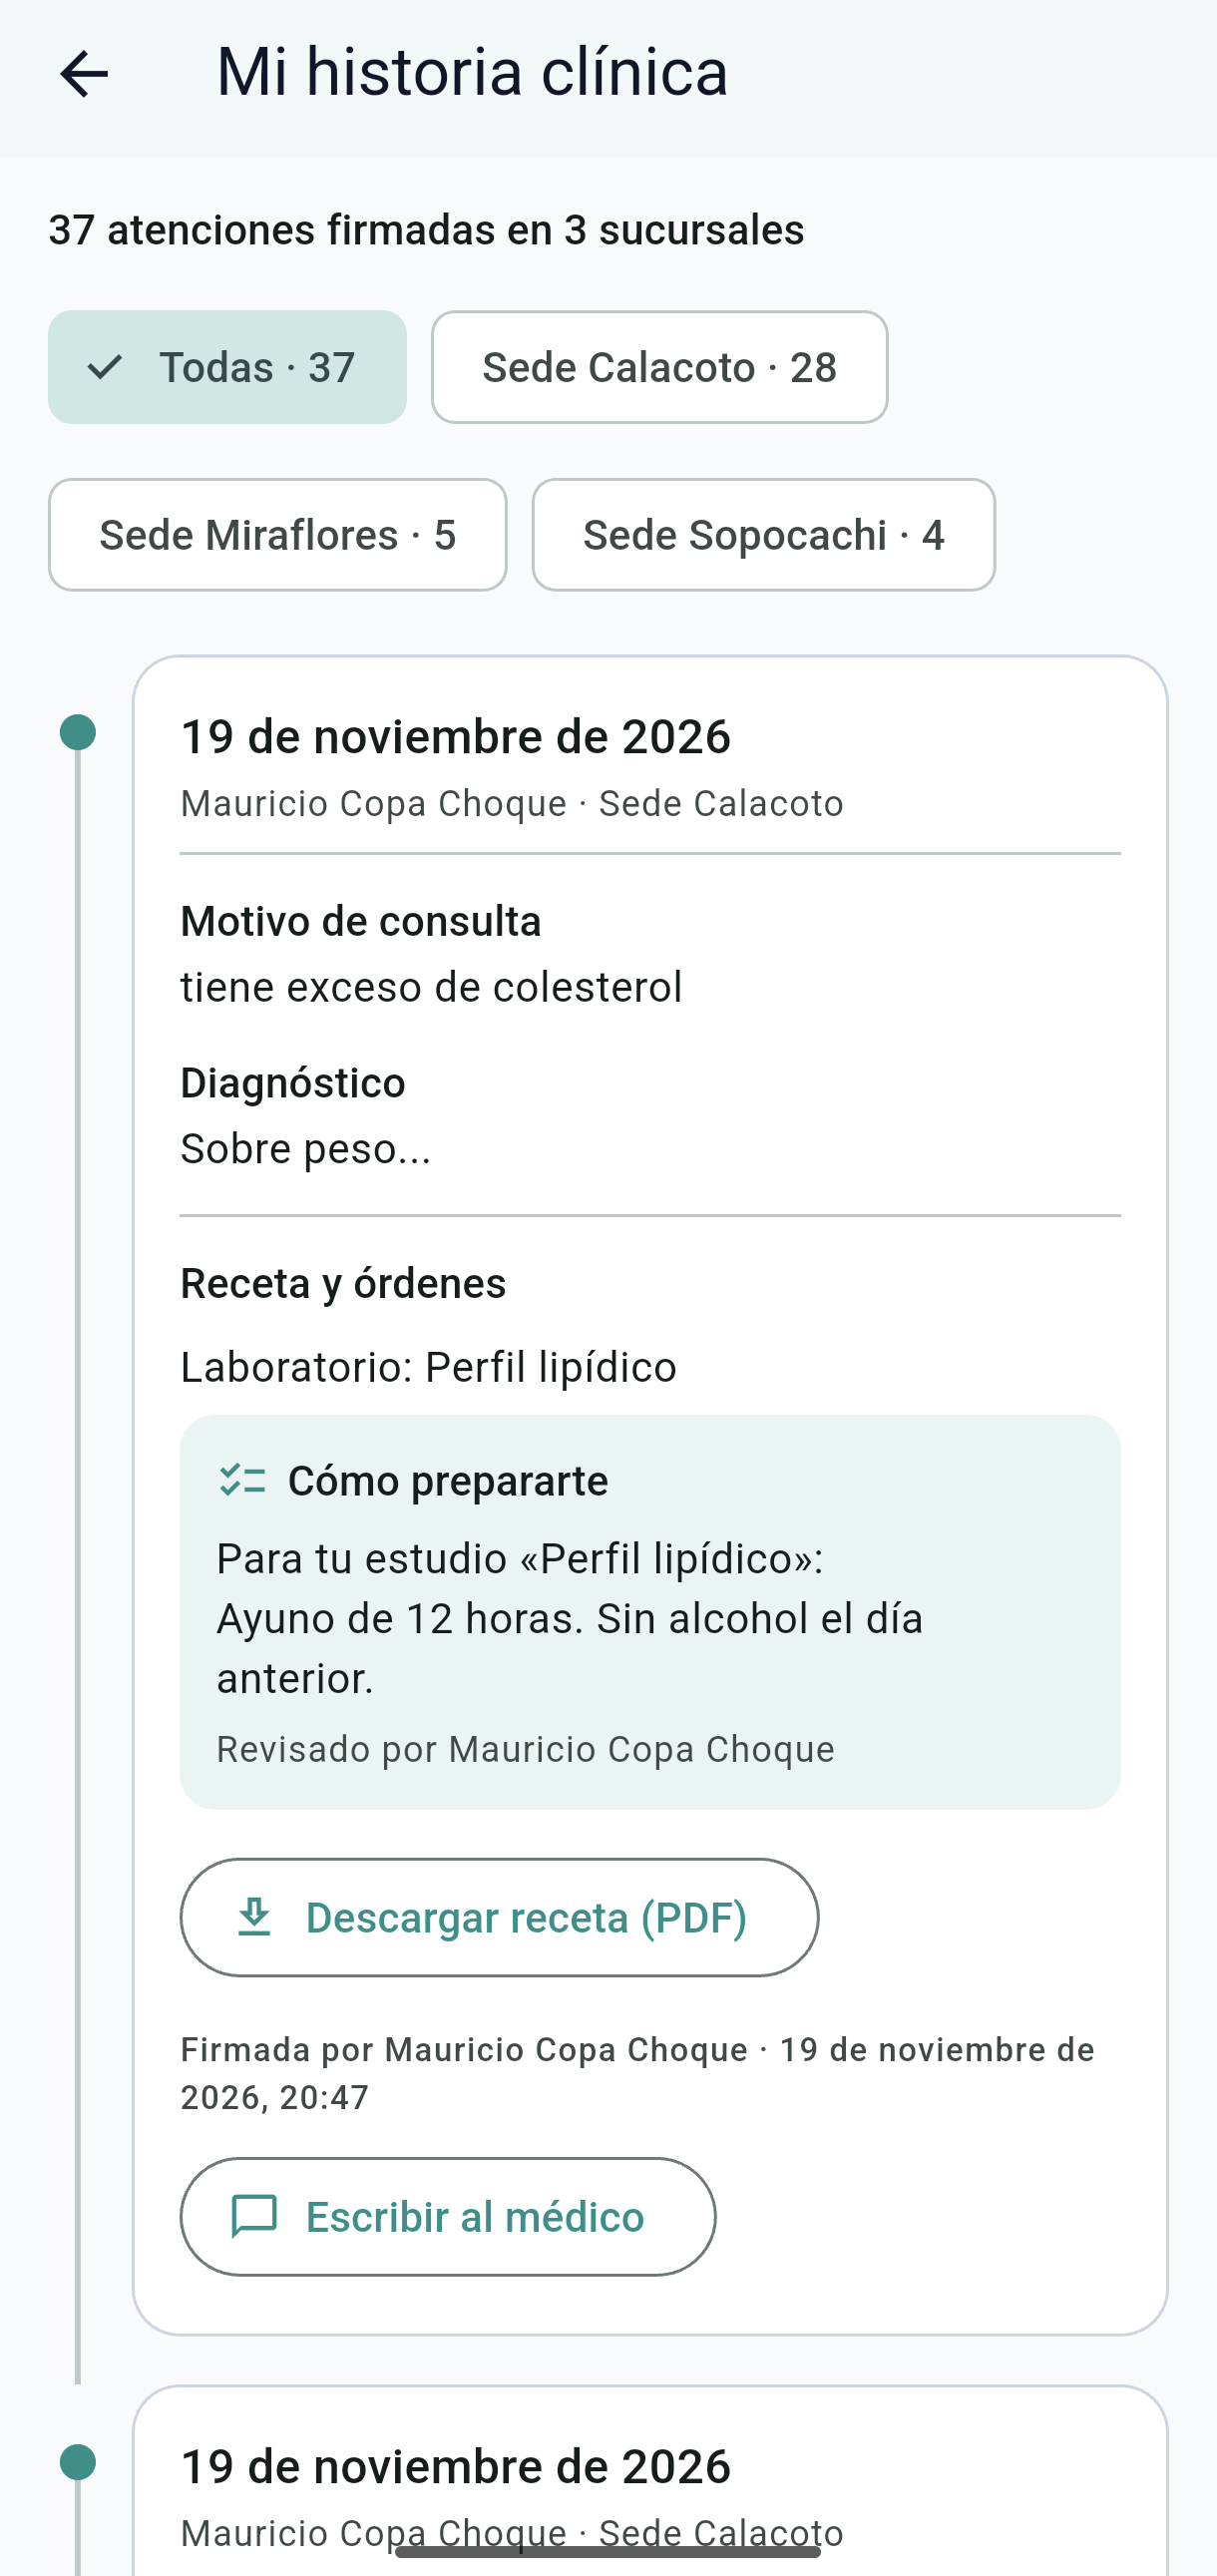 Mi historia clínica
37 atenciones firmadas en 3 sucursales
Todas · 37
Sede Calacoto · 28
Sede Miraflores · 5
Sede Sopocachi · 4
19 de noviembre de 2026
Mauricio Copa Choque · Sede Calacoto
Motivo de consulta
tiene exceso de colesterol
Diagnóstico
Sobre peso...
Receta y órdenes
Laboratorio: Perfil lipídico
Cómo prepararte
Para tu estudio «Perfil lipídico»:
Ayuno de 12 horas. Sin alcohol el día
anterior.
Revisado por Mauricio Copa Choque
Descargar receta (PDF)
Firmada por Mauricio Copa Choque · 19 de noviembre de
2026, 20:47
Escribir al médico
19 de noviembre de 2026
Mauricio Copa Choque · Sede Calacoto